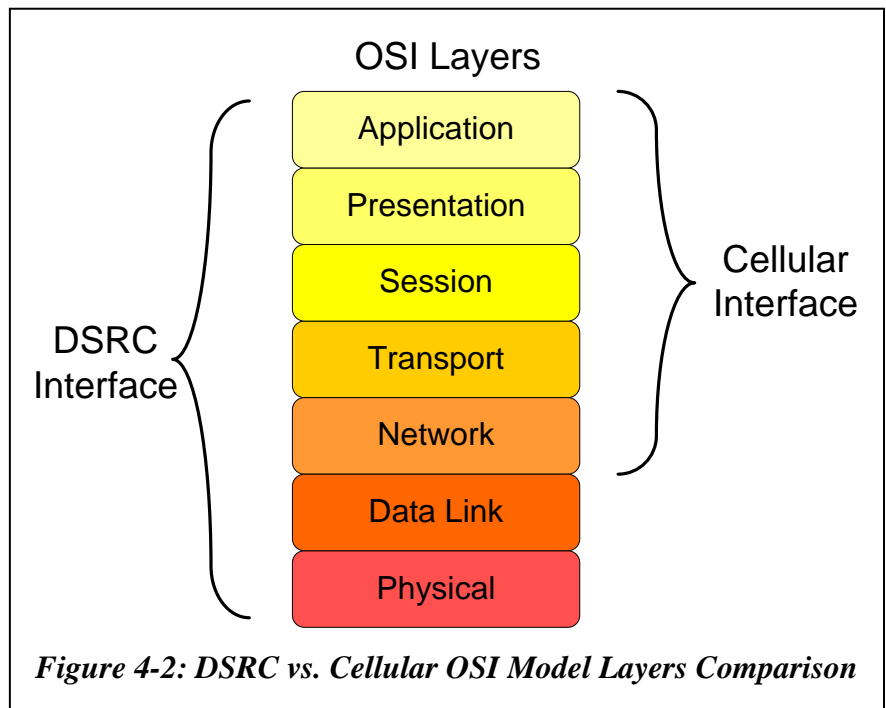 OSI Layers
Application
Presentation
Session
Transport
Network
Data Link
Physical
DSRC
Interface
Cellular
Interface
Figure 4-2: DSRC vs. Cellular OSI Model Layers Comparison